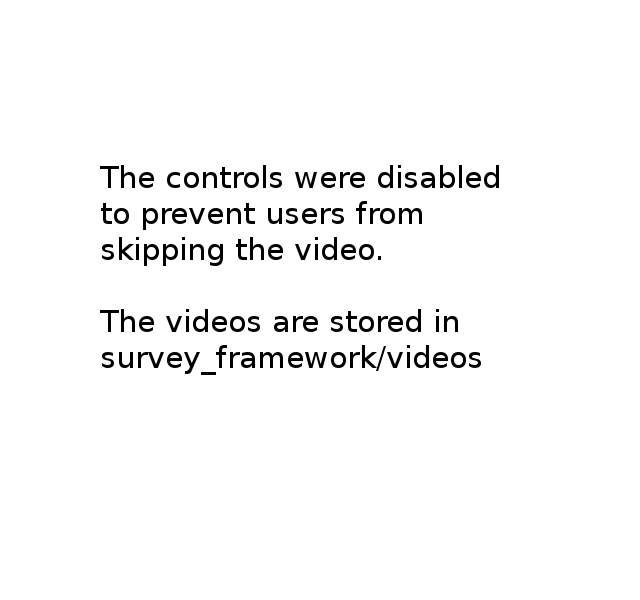 The controls were disabled
to prevent users from
skipping the video.
The videos are stored in
survey_framework/videos